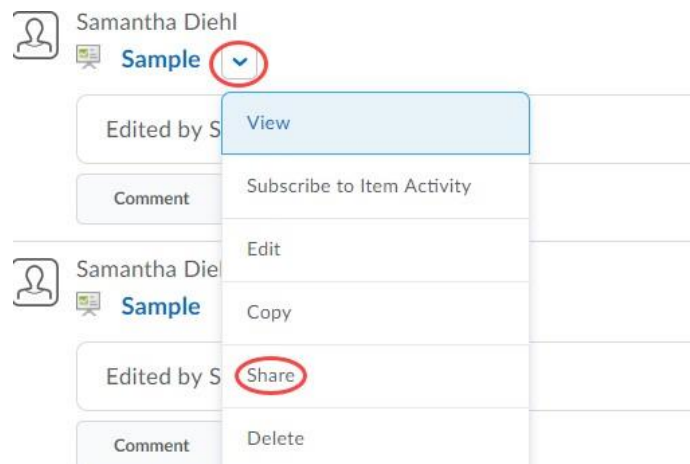 Samantha Diehl
Sample
Edited by S
View
Comment
Subscribe to Item Activity
Edit
Samantha Die
Sample
Copy
Edited by S
Share
Comment
Delete